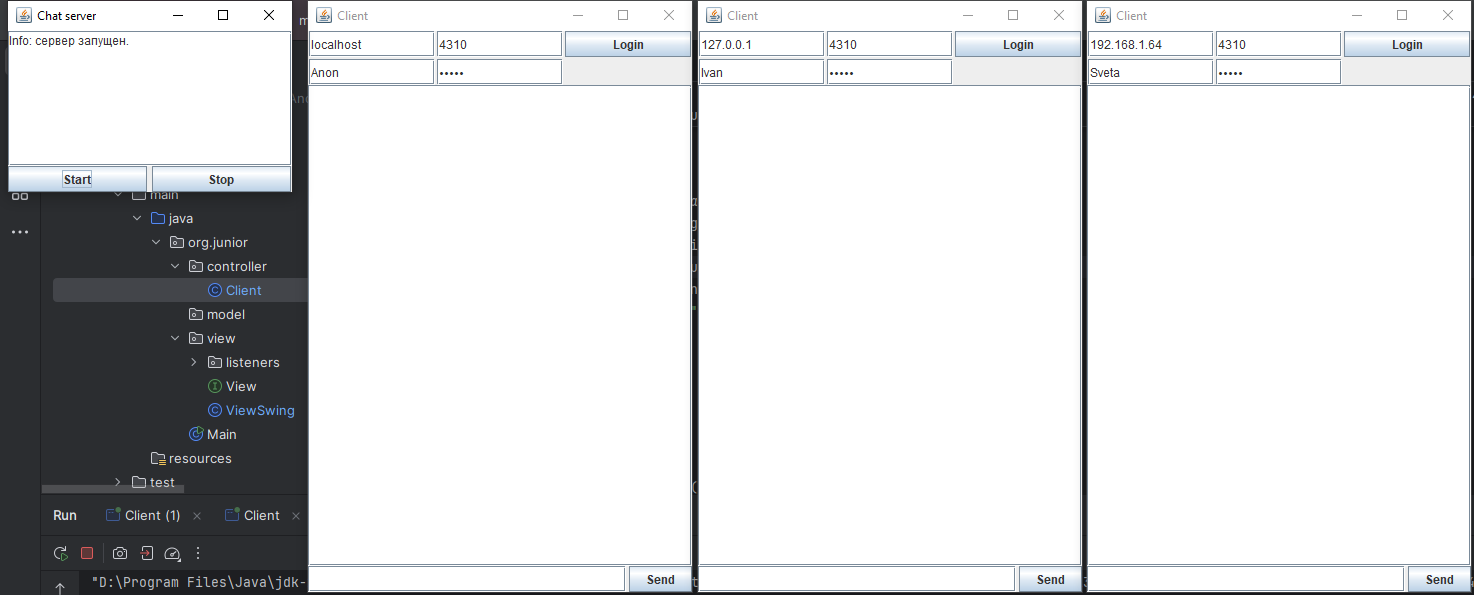 Chat server
Info: сервер запущен.
Start
Stop
Client
localhost
4310
Login
Anon
•••••
Send
Client
127.0.0.1
4310
Login
Ivan
•••••
Send
Client
192.168.1.64
4310
Login
Sveta
•••••
Send
main
java
org.junior
controller
Client
model
view
listeners
View
ViewSwing
Main
resources
test
Run
Client (1)
Client
"D:\Program Files\Java\jdk-